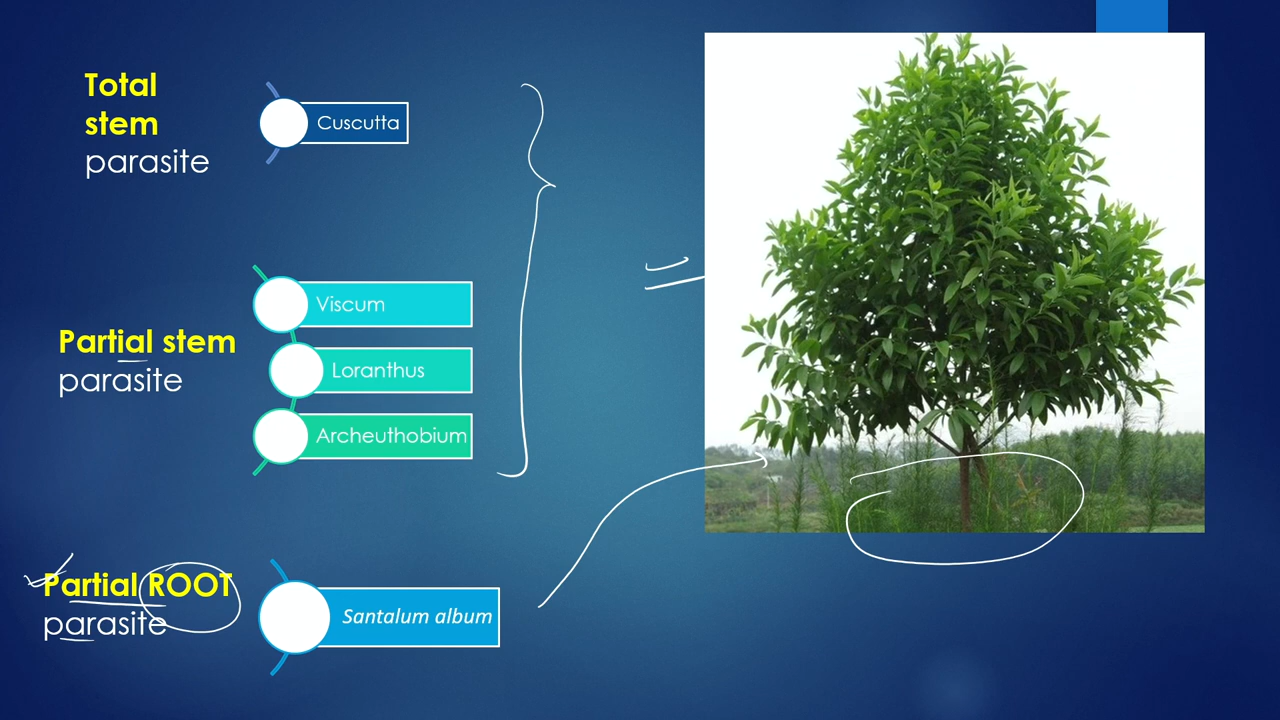 Total
stem
parasite
Cuscutta
Partial stem
parasite
Viscum
Loranthus
Archeuthobium
Partial ROOT
parasite
Santalum album